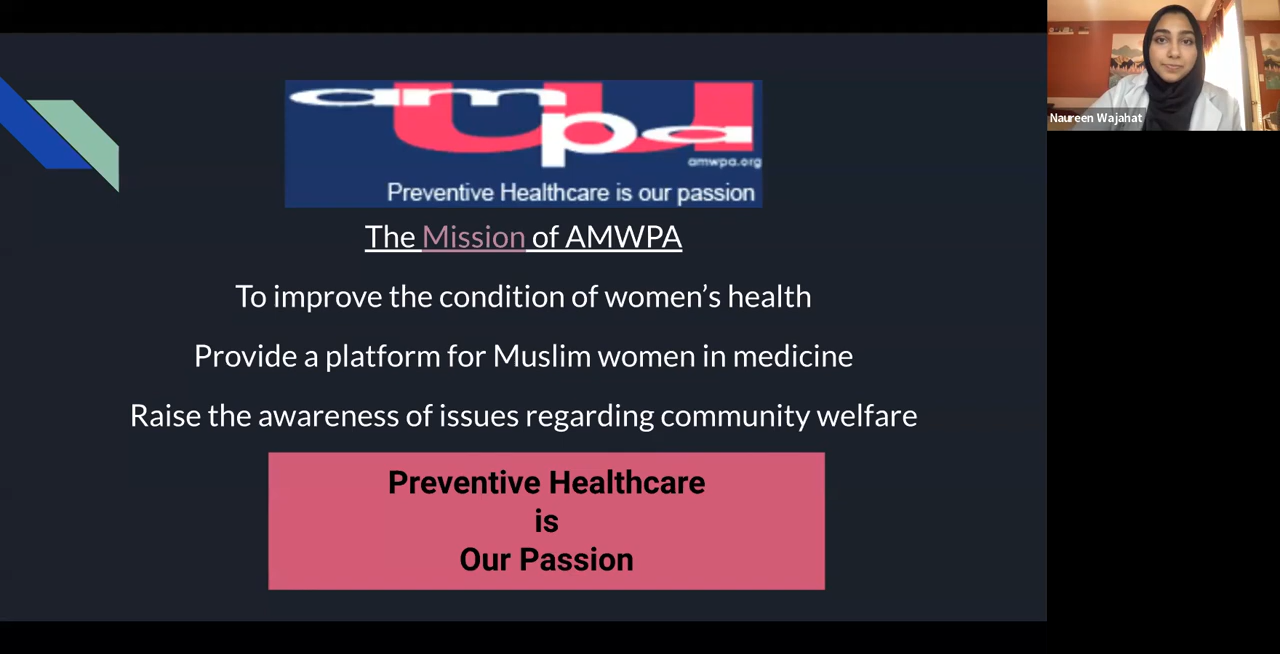 amwpa
amwpa.org
Preventive Healthcare is our passion
The Mission of AMWPA
To improve the condition of women’s health
Provide a platform for Muslim women in medicine
Raise the awareness of issues regarding community welfare
Preventive Healthcare
is
Our Passion
Naureen Wajahat